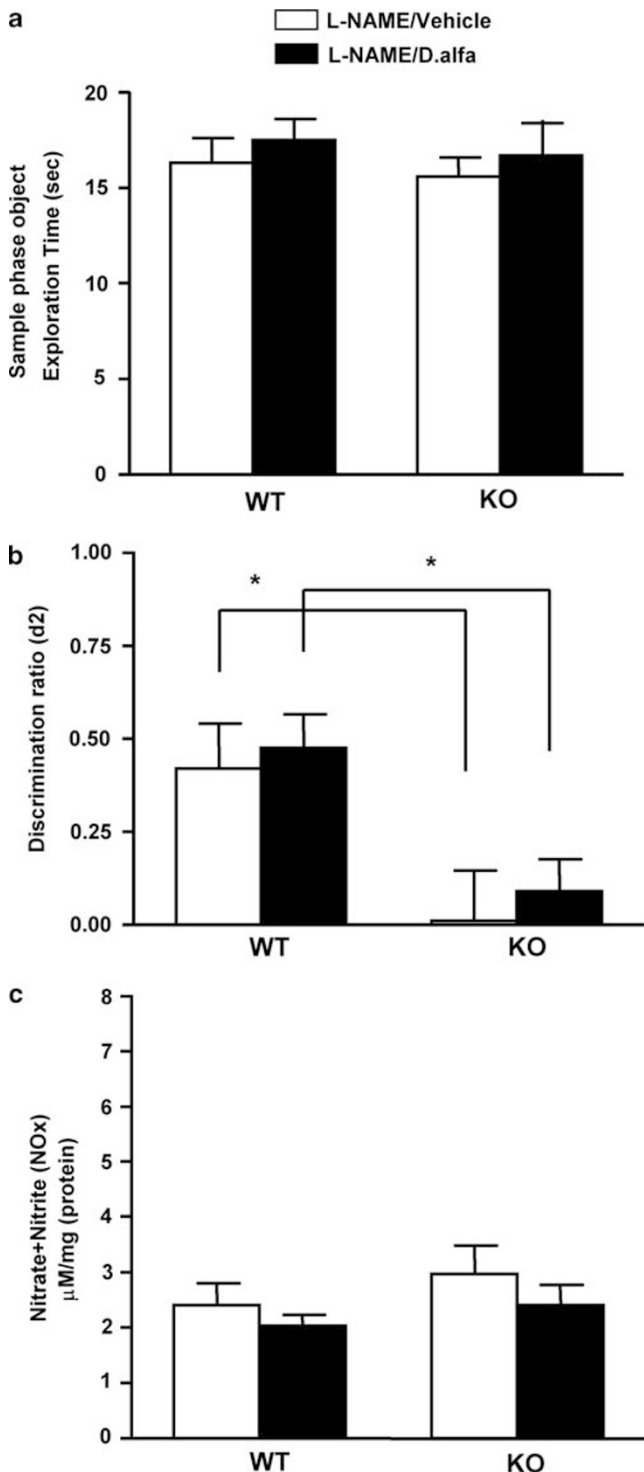 a
L-NAME/Vehicle
L-NAME/D.alfa
Sample phase object
Exploration Time (sec)
20
15
10
5
0
WT KO
b
Discrimination ratio (d2)
1.00
0.75
0.50
0.25
0.00
* *
WT KO
c
Nitrate+Nitrite (NOx)
µM/mg (protein)
8
7
6
5
4
3
2
1
0
WT KO